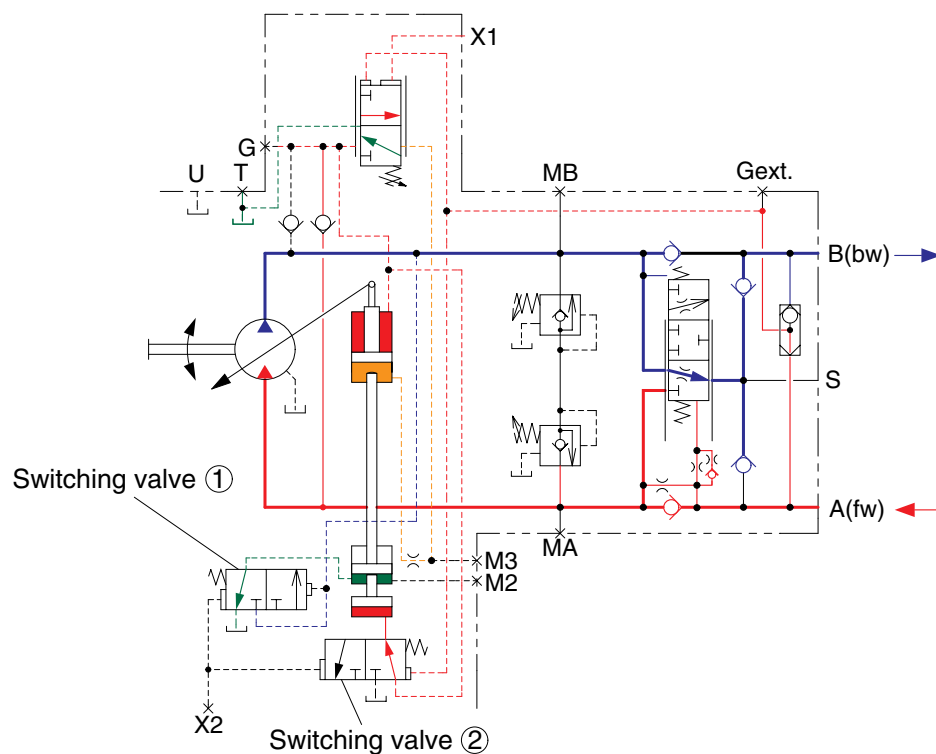 X1
G
U
T
MB
Gext.
B(bw)
S
Switching valve ①
A(fw)
MA
M3
M2
X2
Switching valve ②